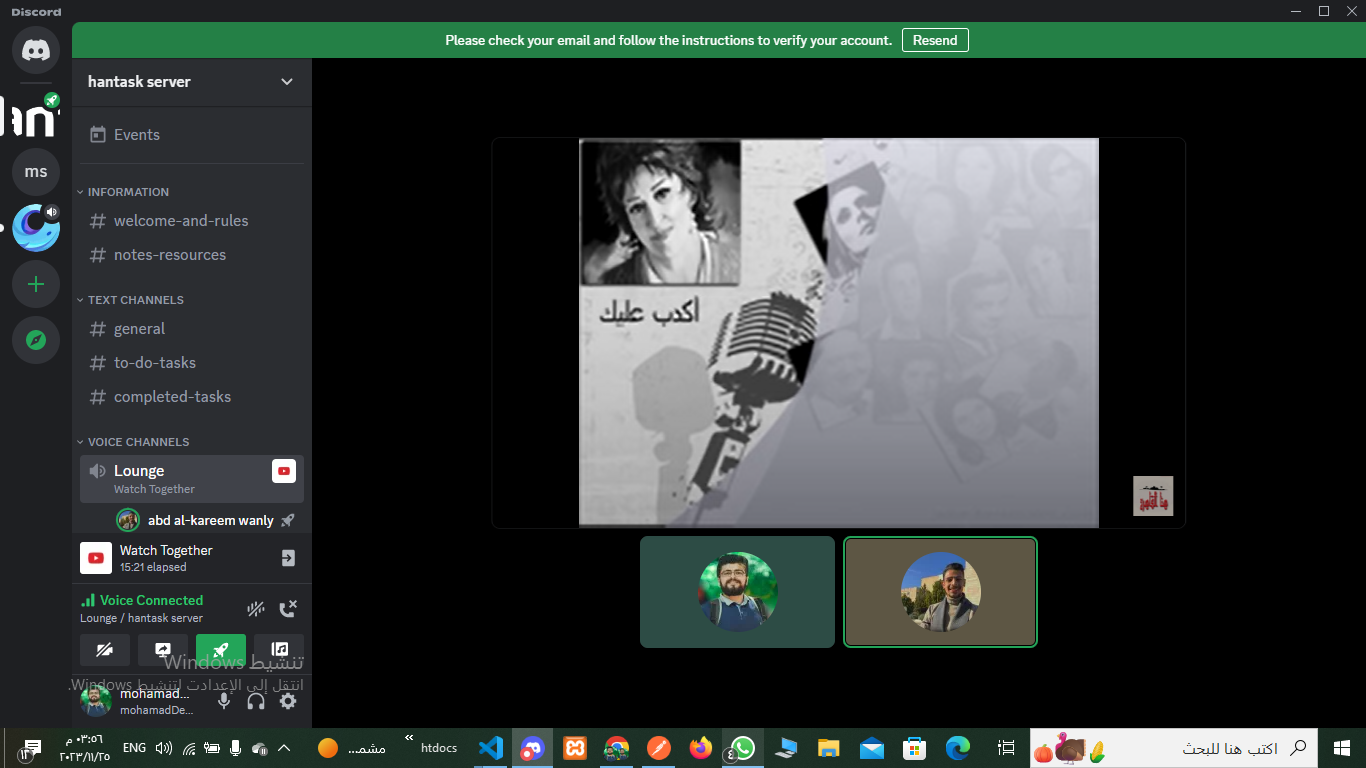 Discord
Please check your email and follow the instructions to verify your account.
Resend
hantask server
Events
ms
INFORMATION
welcome-and-rules
notes-resources
TEXT CHANNELS
general
to-do-tasks
completed-tasks
VOICE CHANNELS
Lounge
Watch Together
abd al-kareem wanly
Watch Together
15:21 elapsed
Voice Connected
Lounge / hantask server
تنشيط Windows
انتقل إلى الإعدادات لتنشيط Windows.
mohamad...
mohamadDe...
أكدب عليك
١٣
٠٣:٥٦ م
٢٠٢٣/١١/٢٥
ENG
مشم...
htdocs
اكتب هنا للبحث